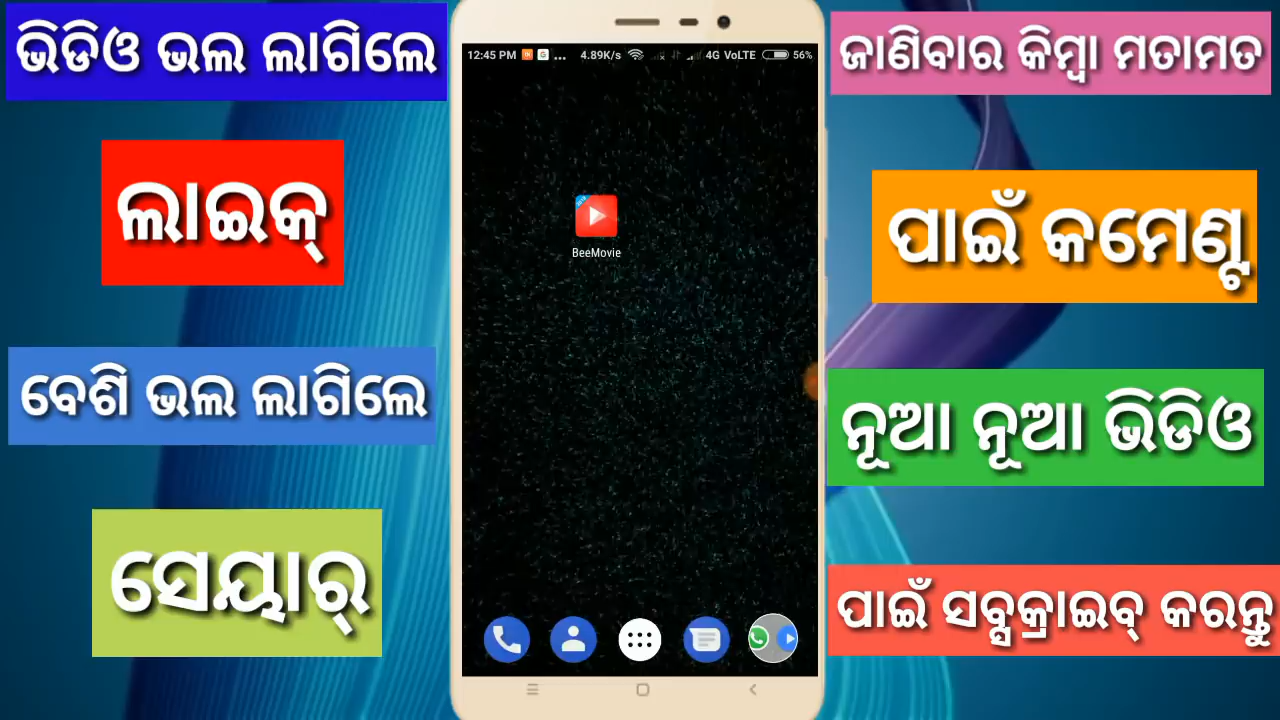 ଭିଡିଓ ଭଲ ଲାଗିଲେ
ଲାଇକ୍
ବେଶି ଭଲ ଲାଗିଲେ
ସେୟାର୍
12:45 PM ... 4.89K/s 4G VoLTE 56%
BeeMovie
ଜାଣିବାର କିମ୍ବା ମତାମତ
ପାଇଁ କମେଣ୍ଟ
ନୂଆ ନୂଆ ଭିଡିଓ
ପାଇଁ ସବ୍ସକ୍ରାଇବ୍ କରନ୍ତୁ